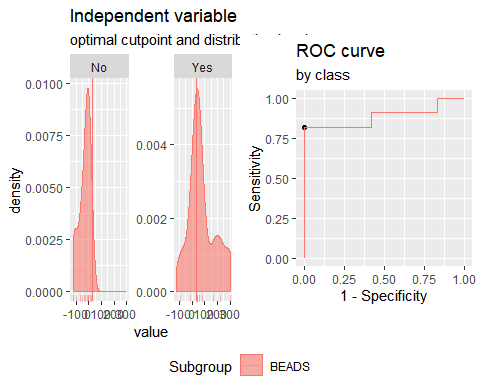 Independent variable
optimal cutpoint and
ROC curve
by class
No
Yes
0.010
0.0100
0.0075
0.0050
0.0025
0.0000
0.004
0.002
0.000
density
value
1.00
0.75
0.50
0.25
0.00
Sensitivity
0.00 0.25 0.50 0.75 1.00
1 - Specificity
Subgroup BEADS